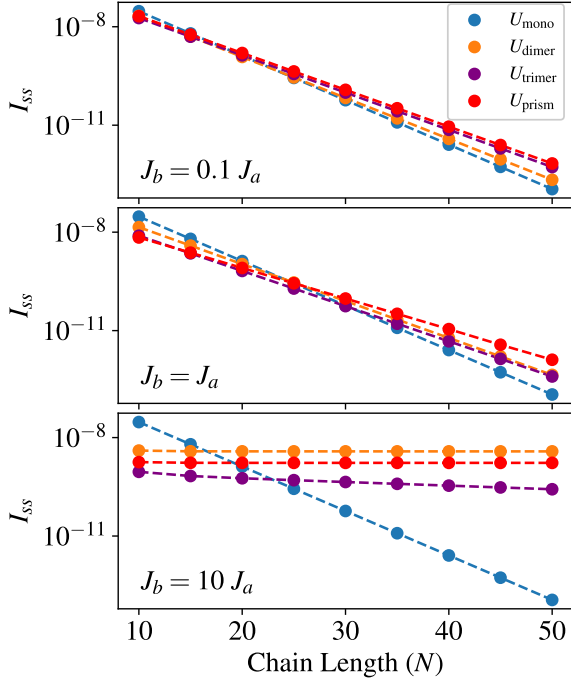 10⁻⁸
10⁻¹¹
I_ss
J_b = 0.1 J_a
U_mono
U_dimer
U_trimer
U_prism
10⁻⁸
10⁻¹¹
I_ss
J_b = J_a
10⁻⁸
10⁻¹¹
I_ss
J_b = 10 J_a
10 20 30 40 50
Chain Length (N)